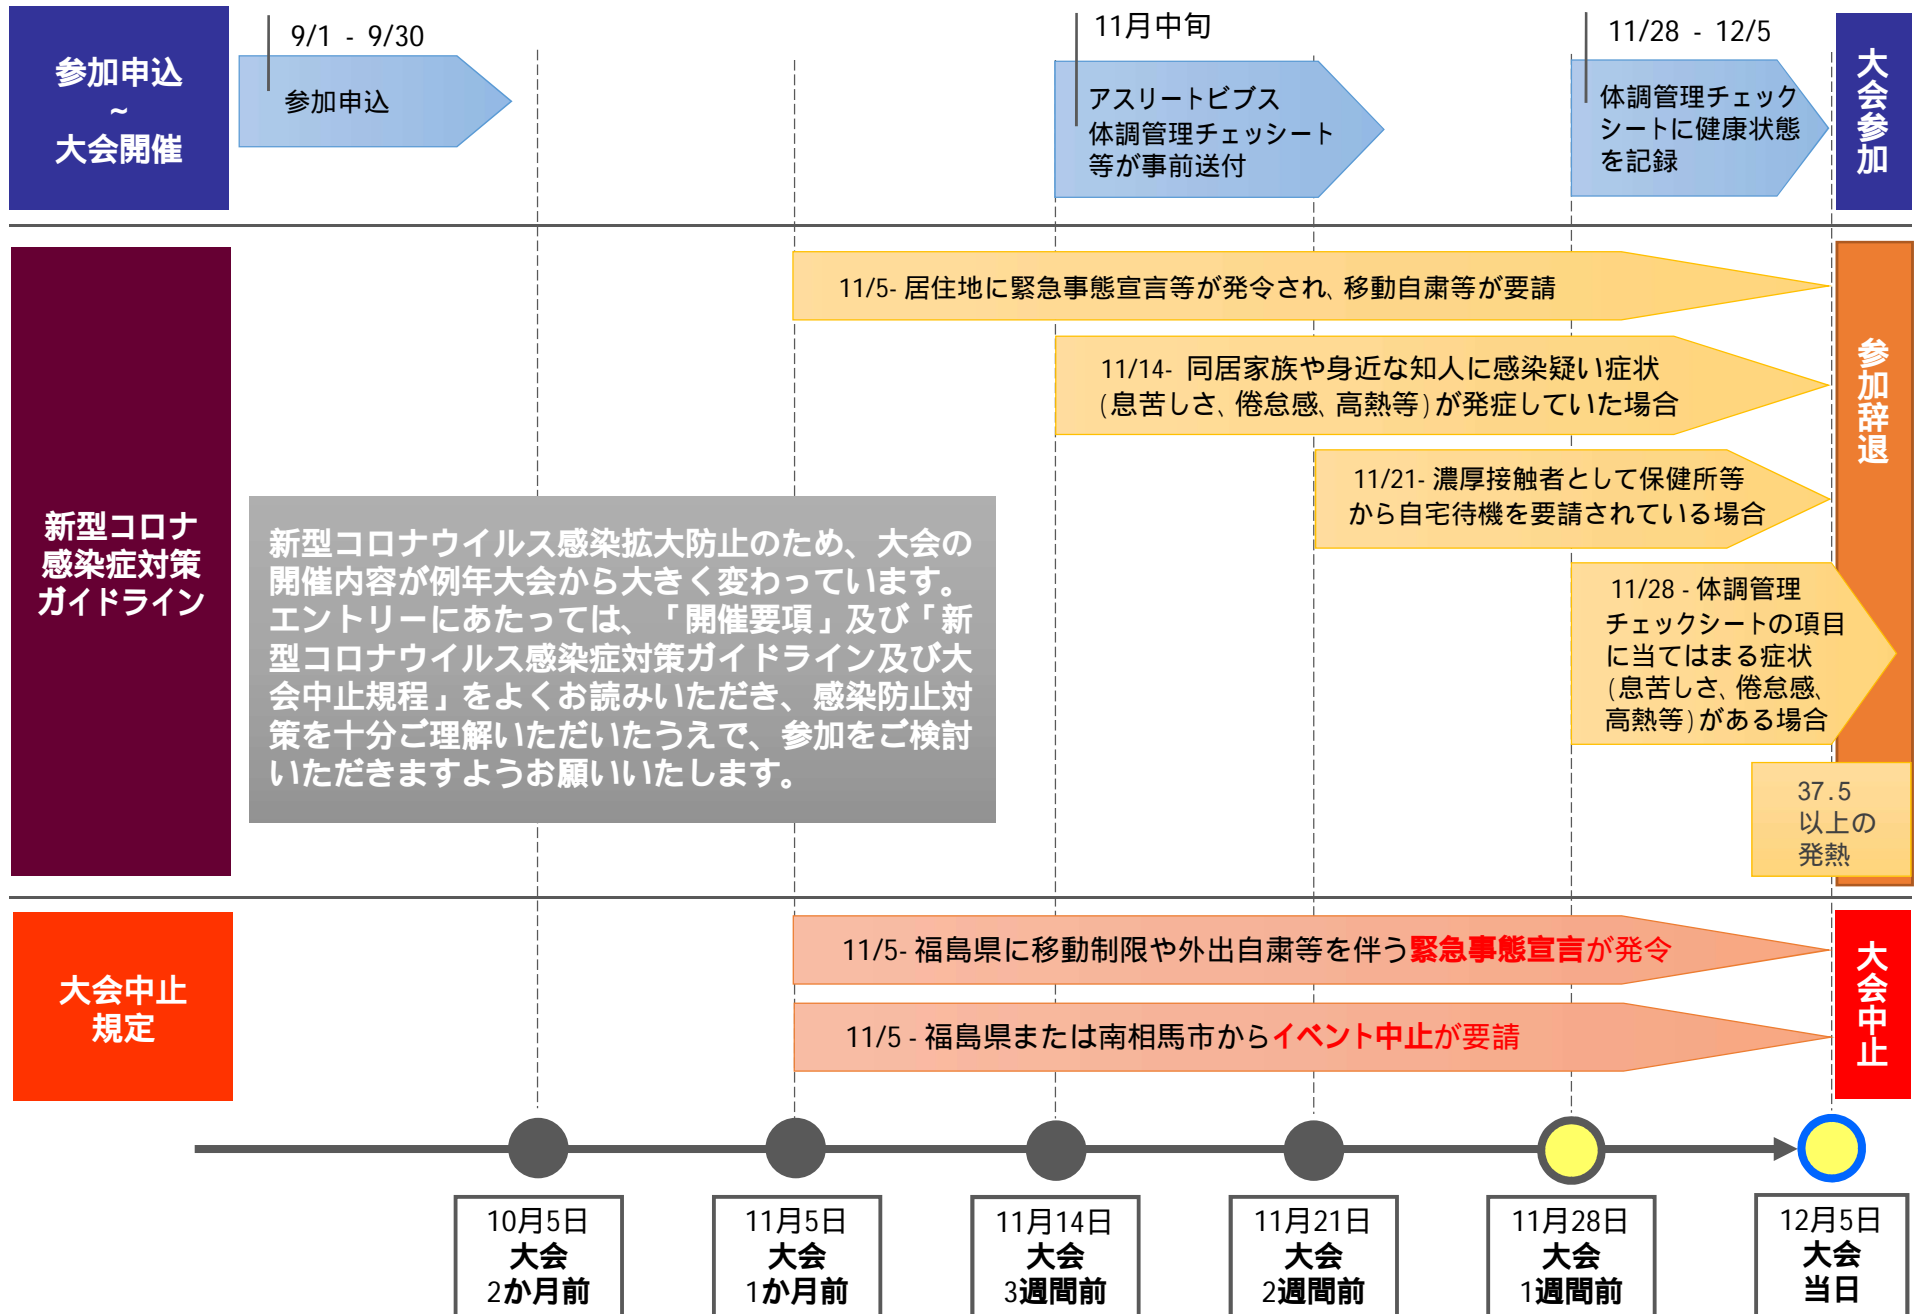 参加申込
~
大会開催
9/1 - 9/30
参加申込
11月中旬
アスリートビブス
体調管理チェッシート
等が事前送付
11/28 - 12/5
体調管理チェック
シートに健康状態
を記録
大会参加
新型コロナ
感染症対策
ガイドライン
11/5- 居住地に緊急事態宣言等が発令され、移動自粛等が要請
11/14- 同居家族や身近な知人に感染疑い症状
(息苦しさ、倦怠感、高熱等)が発症していた場合
11/21- 濃厚接触者として保健所等
から自宅待機を要請されている場合
11/28 - 体調管理
チェックシートの項目
に当てはまる症状
(息苦しさ、倦怠感、
高熱等)がある場合
37.5
以上の
発熱
参加辞退
新型コロナウイルス感染拡大防止のため、大会の
開催内容が例年大会から大きく変わっています。
エントリーにあたっては、「開催要項」及び「新
型コロナウイルス感染症対策ガイドライン及び大
会中止規程」をよくお読みいただき、感染防止対
策を十分ご理解いただいたうえで、参加をご検討
いただきますようお願いいたします。
大会中止
規定
11/5- 福島県に移動制限や外出自粛等を伴う緊急事態宣言が発令
11/5 - 福島県または南相馬市からイベント中止が要請
大会中止
10月5日
大会
2か月前
11月5日
大会
1か月前
11月14日
大会
3週間前
11月21日
大会
2週間前
11月28日
大会
1週間前
12月5日
大会
当日